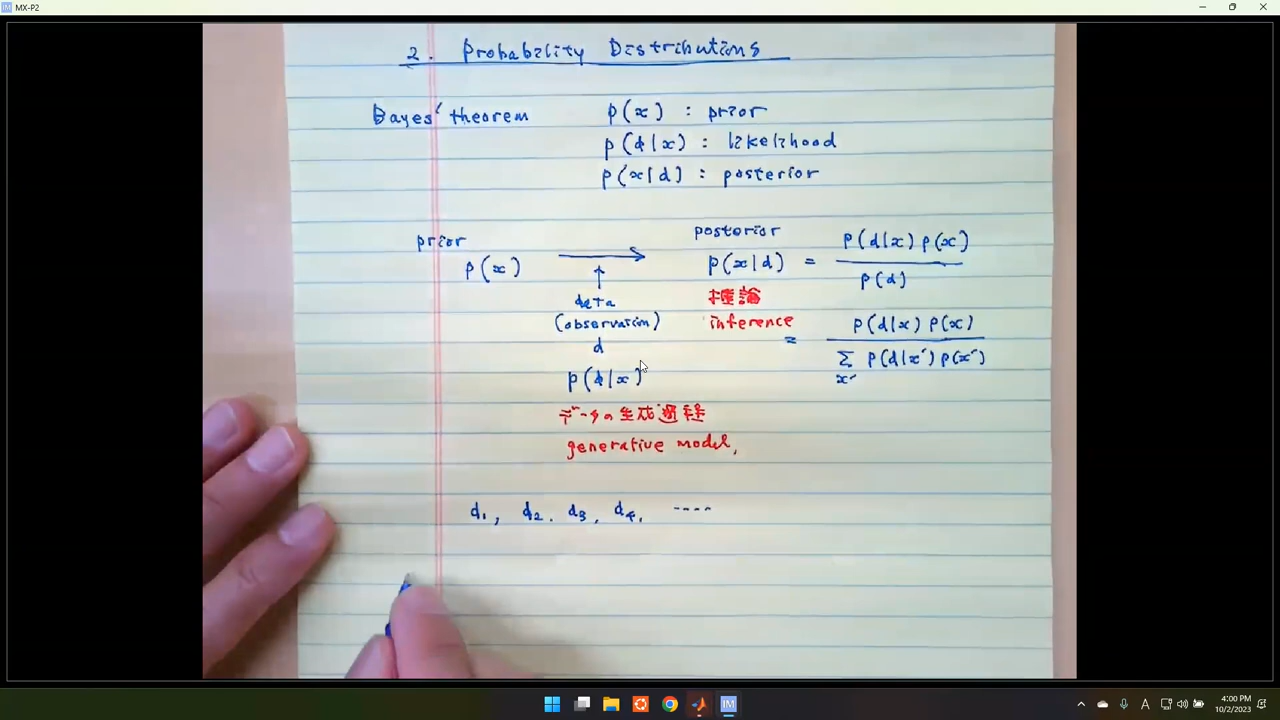 MX-P2
2. Probability Distributions
Bayes' theorem
p(x) : prior
p(d|x) : likelihood
p(x|d) : posterior
prior
p(x)
data
(observation)
d
p(d|x)
データの生成過程
generative model,
posterior
p(x|d) = p(d|x) p(x) / p(d)
推論
inference
= p(d|x) p(x) / Σx' p(d|x') p(x')
d1, d2. d3, d4, ----
4:00 PM
10/2/2023